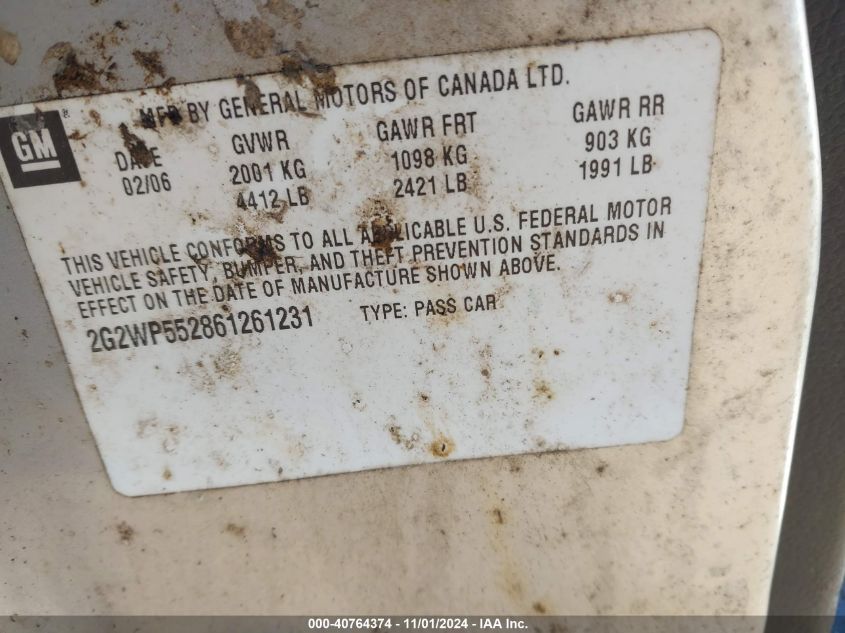 MFD BY GENERAL MOTORS OF CANADA LTD.
GM
DATE GVWR GAWR FRT GAWR RR
02/06 2001 KG 1098 KG 903 KG
4412 LB 2421 LB 1991 LB
THIS VEHICLE CONFORMS TO ALL APPLICABLE U.S. FEDERAL MOTOR
VEHICLE SAFETY, BUMPER, AND THEFT PREVENTION STANDARDS IN
EFFECT ON THE DATE OF MANUFACTURE SHOWN ABOVE.
2G2WP552861261231 TYPE: PASS CAR
000-40764374 - 11/01/2024 - IAA Inc.